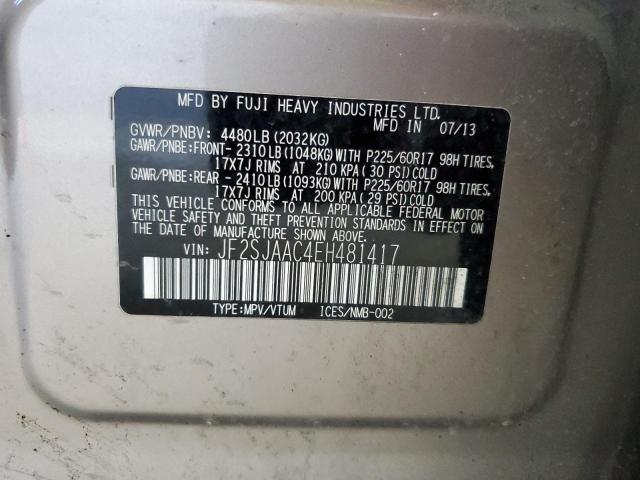 MFD BY FUJI HEAVY INDUSTRIES LTD.
MFD IN 07/13
GVWR/PNBV: 4480LB (2032KG)
GAWR/PNBE:FRONT- 2310LB (1048KG) WITH P225/60R17 98H TIRES,
17X7J RIMS AT 210 KPA (30 PSI) COLD
GAWR/PNBE:REAR - 2410LB (1093KG) WITH P225/60R17 98H TIRES,
17X7J RIMS AT 200 KPA (29 PSI) COLD
THIS VEHICLE CONFORMS TO ALL APPLICABLE FEDERAL MOTOR
VEHICLE SAFETY AND THEFT PREVENTION STANDARDS IN EFFECT ON
THE DATE OF MANUFACTURE SHOWN ABOVE.
VIN: JF2SJAAC4EH481417
TYPE:MPV/VTUM ICES/NMB-002